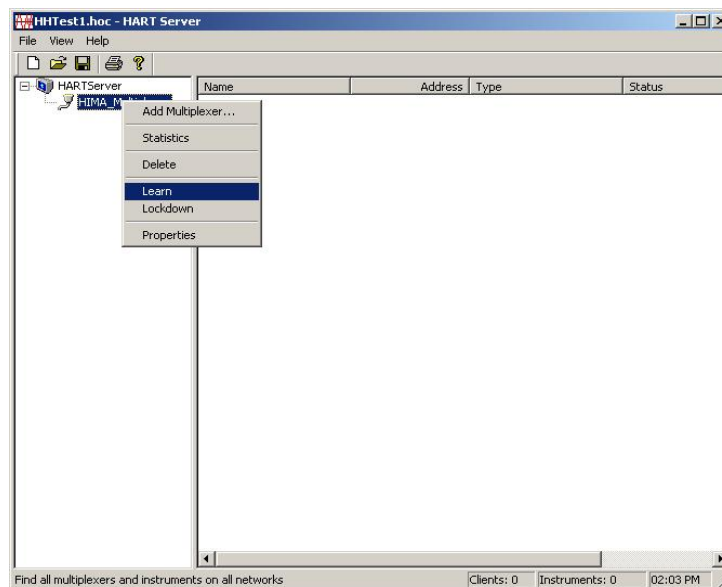 HHTest1.hoc - HART Server
File View Help
HARTServer
Name Address Type Status
Add Multiplexer...
Statistics
Delete
Learn
Lockdown
Properties
Find all multiplexers and instruments on all networks
Clients: 0 Instruments: 0 02:03 PM